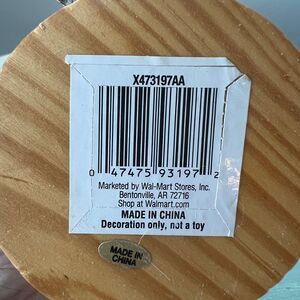 X473197AA
0 47475 93197 2
Marketed by Wal-Mart Stores, Inc.
Bentonville, AR 72716
Shop at Walmart.com
MADE IN CHINA
Decoration only, not a toy
MADE IN
CHINA